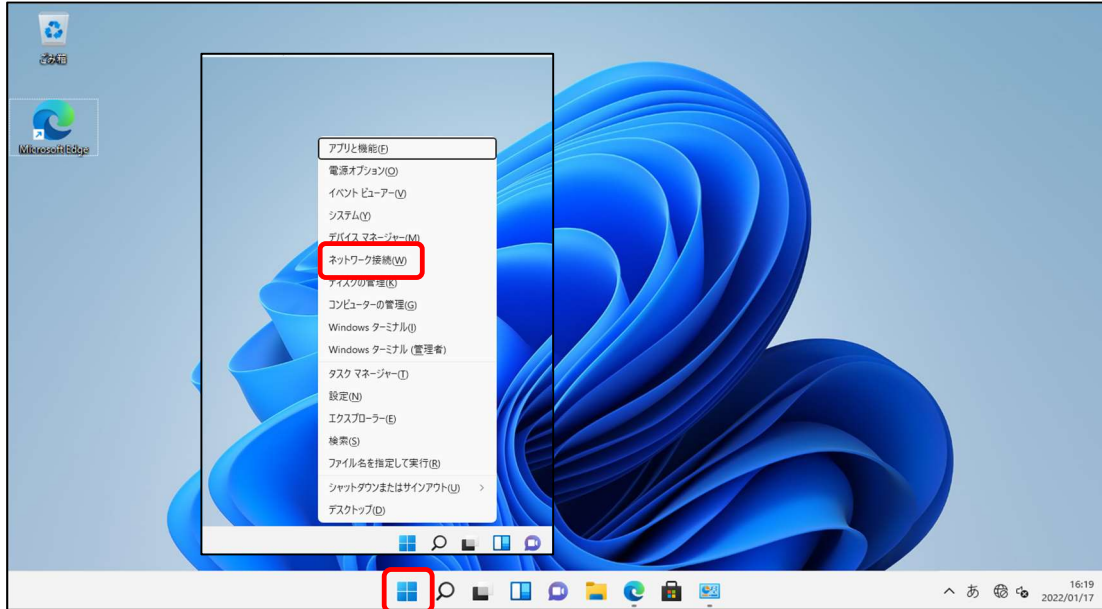 ごみ箱
Microsoft Edge
アプリと機能(F)
電源オプション(O)
イベント ビューアー(V)
システム(Y)
デバイス マネージャー(M)
ネットワーク接続(W)
ディスクの管理(K)
コンピューターの管理(G)
Windows ターミナル(I)
Windows ターミナル (管理者)
タスク マネージャー(T)
設定(N)
エクスプローラー(E)
検索(S)
ファイル名を指定して実行(R)
シャットダウンまたはサインアウト(U)
デスクトップ(D)
あ
16:19
2022/01/17